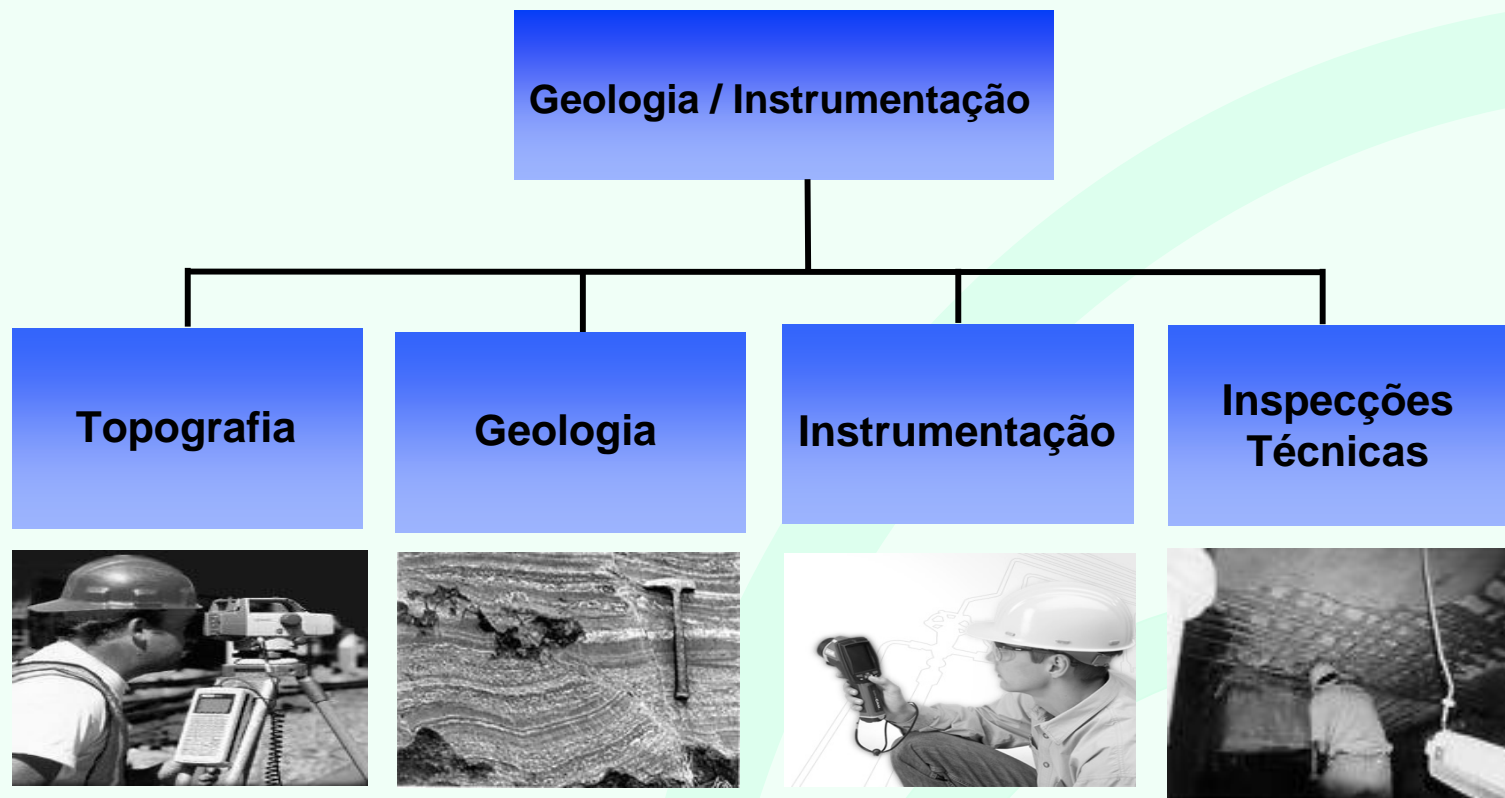 Geologia / Instrumentação
Topografia
Geologia
Instrumentação
Inspecções
Técnicas